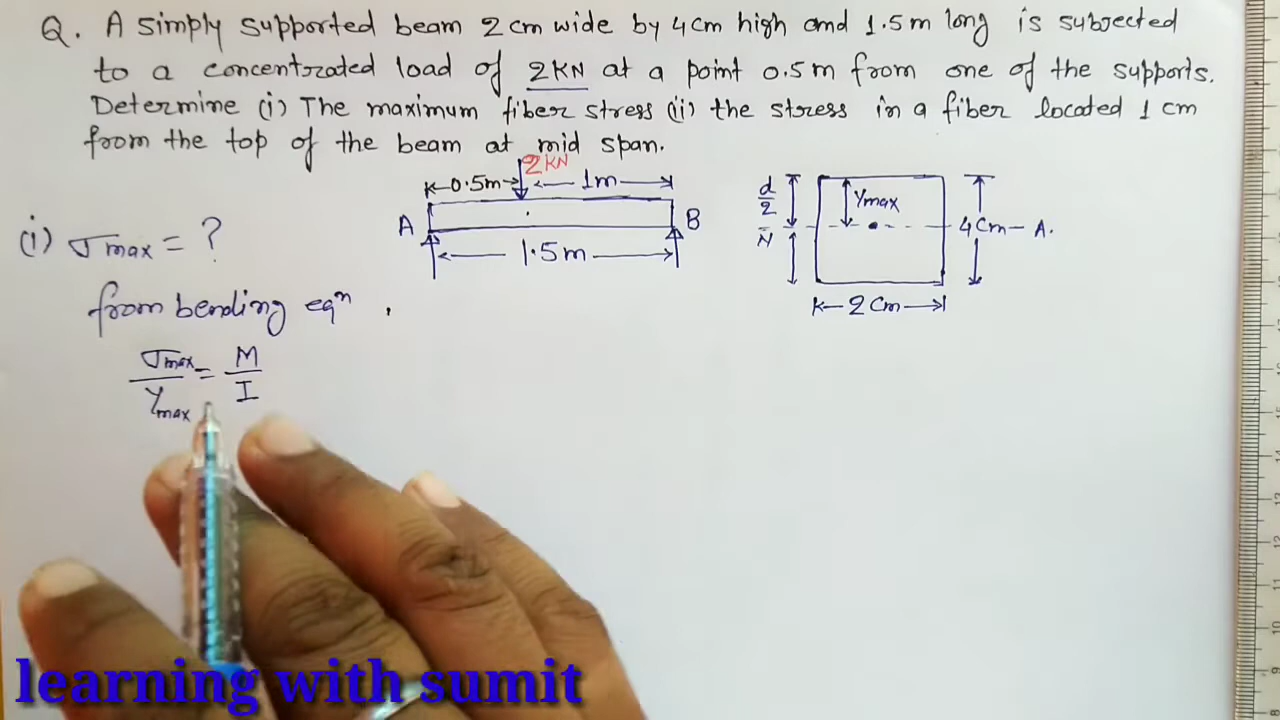 Q. A simply supported beam 2 cm wide by 4 cm high and 1.5 m long is subjected
to a concentrated load of 2KN at a point 0.5 m from one of the supports.
Determine (i) The maximum fiber stress (ii) the stress in a fiber located 1 cm
from the top of the beam at mid span.
2KN
0.5m 1m
A B
1.5m
d/2 Ymax
N 4 Cm A.
2 Cm
(i) σmax = ?
from bending eqn .
σmax/Ymax = M/I
learning with sumit